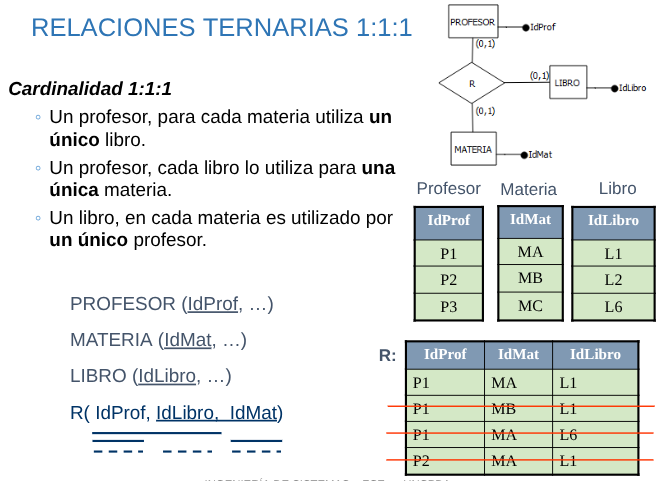 RELACIONES TERNARIAS 1:1:1
Cardinalidad 1:1:1
◦ Un profesor, para cada materia utiliza un
único libro.
◦ Un profesor, cada libro lo utiliza para una
única materia.
◦ Un libro, en cada materia es utilizado por
un único profesor.
PROFESOR (IdProf, …)
MATERIA (IdMat, …)
LIBRO (IdLibro, …)
R( IdProf, IdLibro, IdMat)
PROFESOR
IdProf
(0,1)
R
(0,1)
LIBRO
IdLibro
(0,1)
MATERIA
IdMat
Profesor Materia Libro
IdProf IdMat IdLibro
P1 MA L1
P2 MB L2
P3 MC L6
R:
IdProf IdMat IdLibro
P1 MA L1
P1 MB L1
P1 MA L6
P2 MA L1